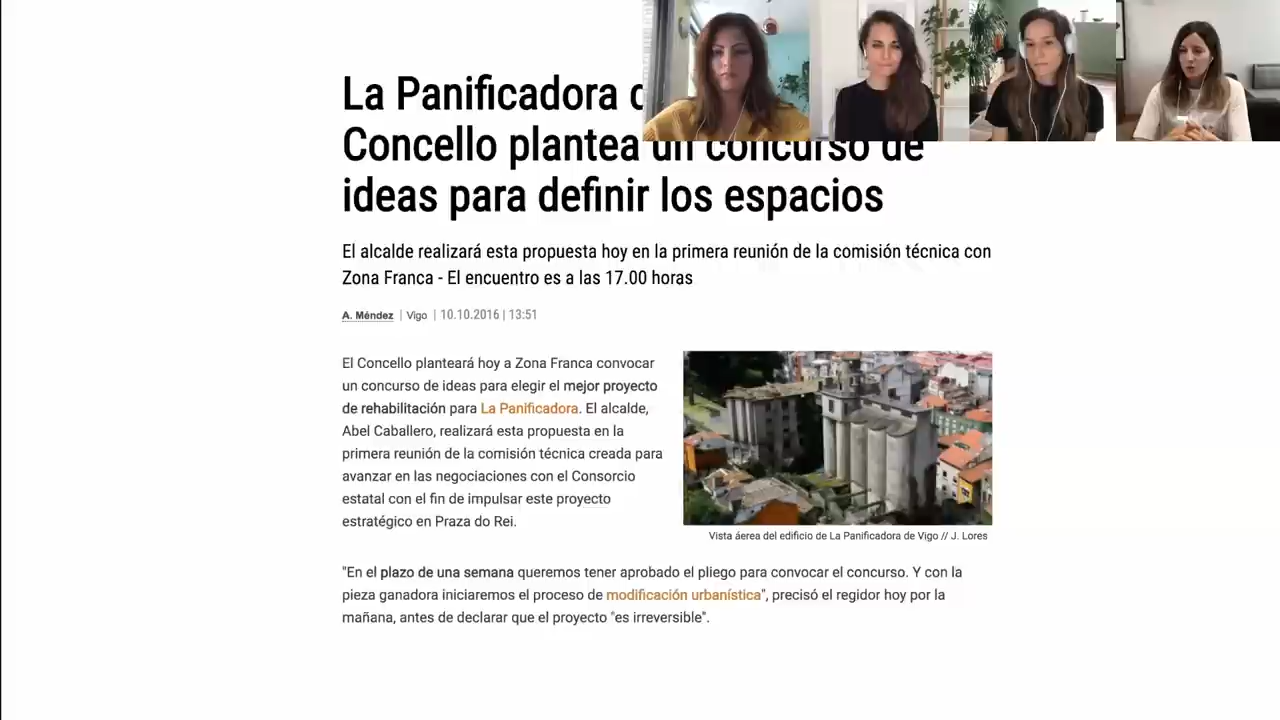 La Panificadora
Concello plantea un concurso de
ideas para definir los espacios
El alcalde realizará esta propuesta hoy en la primera reunión de la comisión técnica con
Zona Franca - El encuentro es a las 17.00 horas
A. Méndez | Vigo | 10.10.2016 | 13:51
El Concello planteará hoy a Zona Franca convocar
un concurso de ideas para elegir el mejor proyecto
de rehabilitación para La Panificadora. El alcalde,
Abel Caballero, realizará esta propuesta en la
primera reunión de la comisión técnica creada para
avanzar en las negociaciones con el Consorcio
estatal con el fin de impulsar este proyecto
estratégico en Praza do Rei.
Vista áerea del edificio de La Panificadora de Vigo // J. Lores
"En el plazo de una semana queremos tener aprobado el pliego para convocar el concurso. Y con la
pieza ganadora iniciaremos el proceso de modificación urbanística", precisó el regidor hoy por la
mañana, antes de declarar que el proyecto "es irreversible".